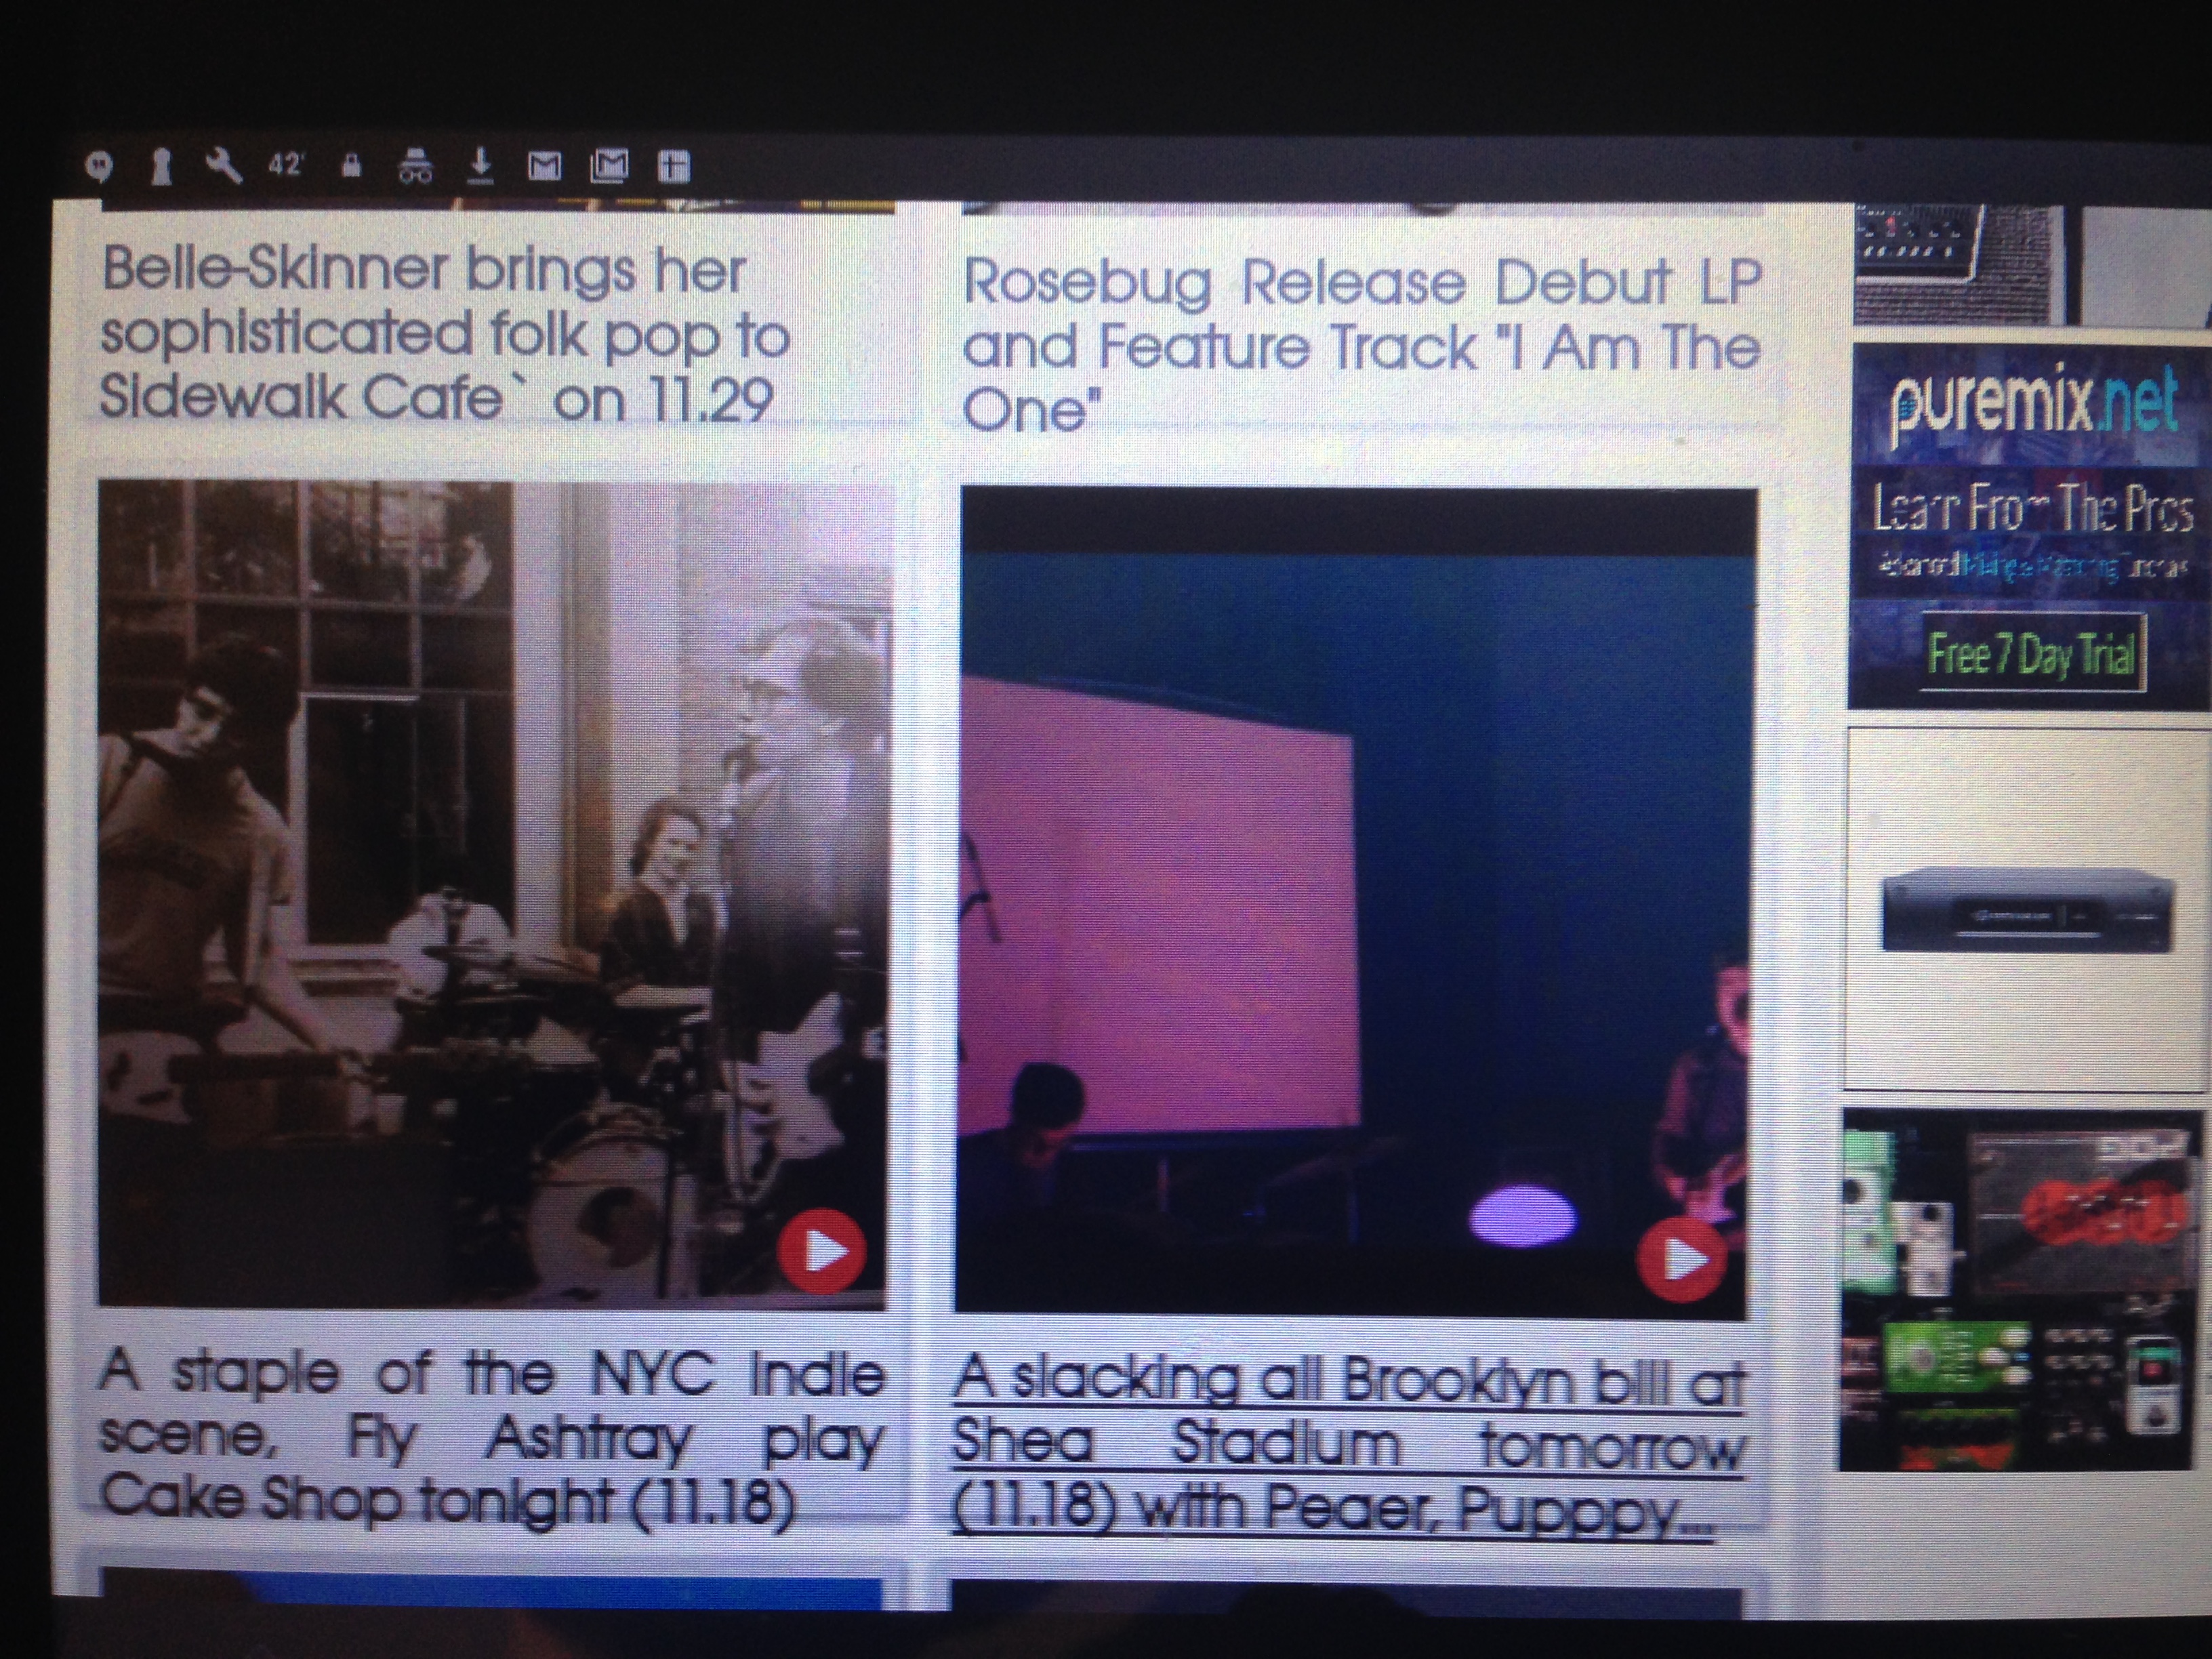 42°
Belle-Skinner brings her
sophisticated folk pop to
Sidewalk Cafe` on 11.29
Rosebug Release Debut LP
and Feature Track "I Am The
One"
A staple of the NYC Indie
scene, Fly Ashtray play
Cake Shop tonight (11.18)
A slacking all Brooklyn bill at
Shea Stadium tomorrow
(11.18) with Peaer, Pupppy...
puremix.net
Learn From The Pros
Free 7 Day Trial